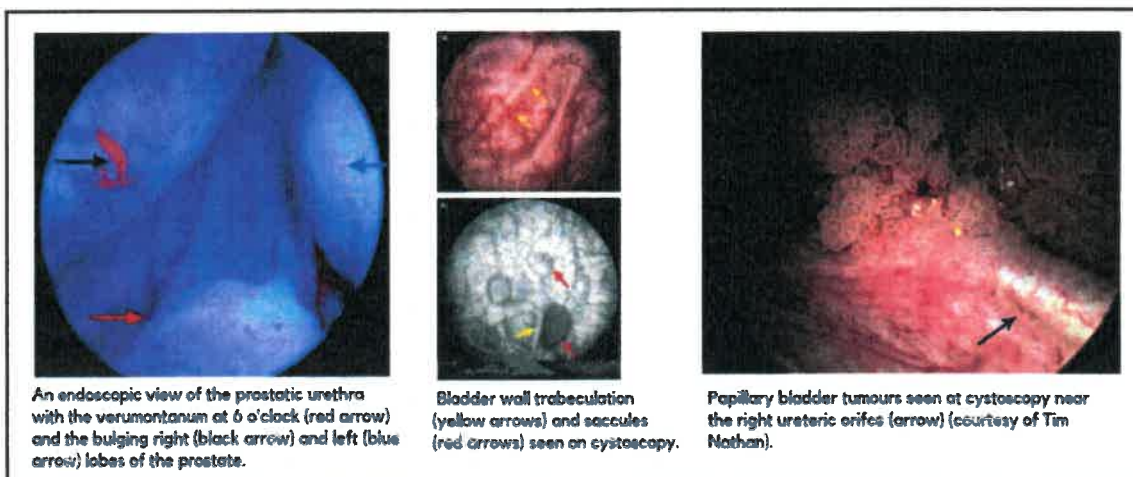 An endoscopic view of the prostatic urethra
with the verumontanum at 6 o'clock (red arrow)
and the bulging right (black arrow) and left (blue
arrow) lobes of the prostate.
Bladder wall trabeculation
(yellow arrows) and saccules
(red arrows) seen on cystoscopy.
Papillary bladder tumours seen at cystoscopy near
the right ureteric orifcs (arrow) (courtesy of Tim
Nathan).